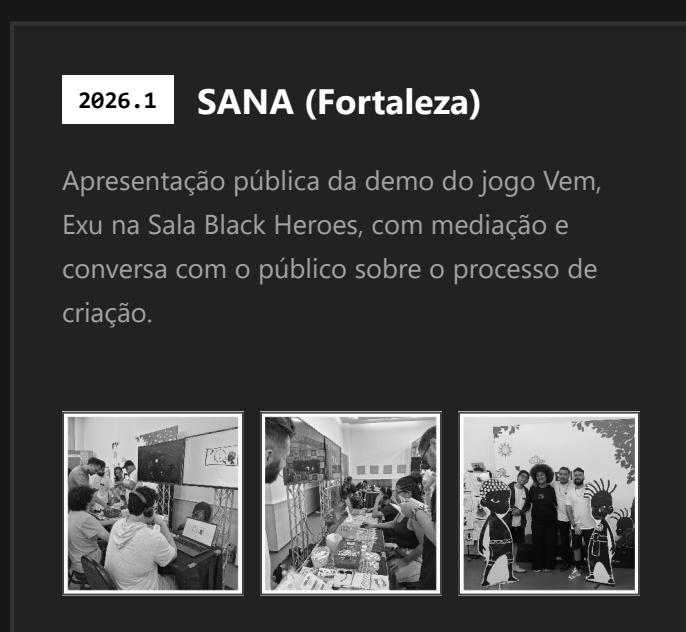 2026.1 SANA (Fortaleza)
Apresentação pública da demo do jogo Vem,
Exu na Sala Black Heroes, com mediação e
conversa com o público sobre o processo de
criação.